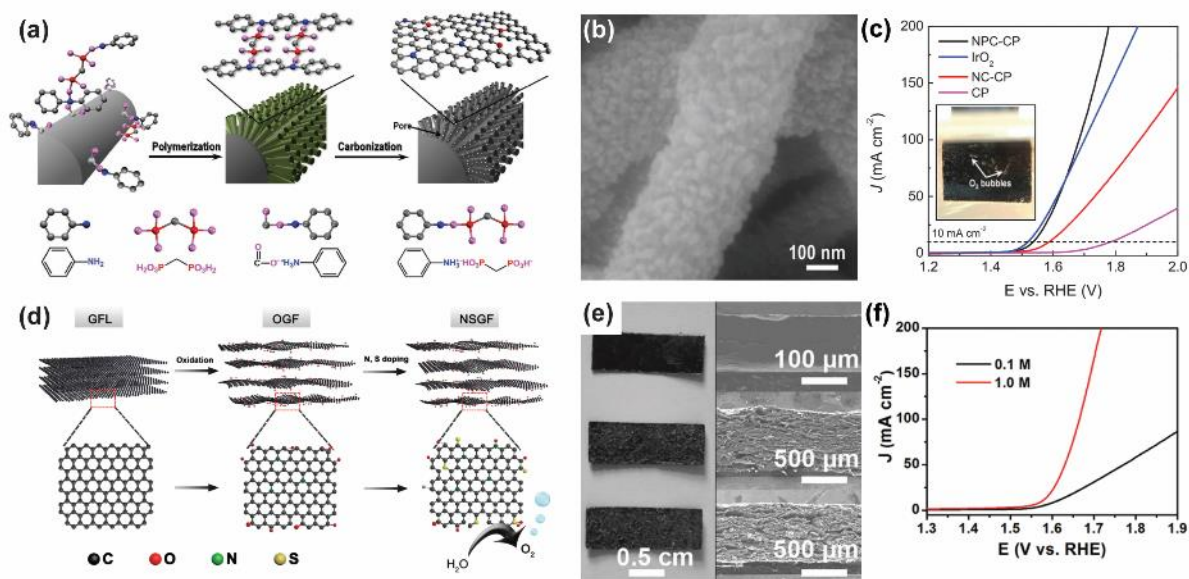 (a)
Pore
Polymerization
Carbonization
NH2
H2O3P PO3H2
O
C
O-+H3N
NH2+-HO3P PO3H-
(b)
100 nm
(c)
200
150
100
50
0
J (mA cm-2)
NPC-CP
IrO2
NC-CP
CP
O2 bubbles
10 mA cm-2
1.2 1.4 1.6 1.8 2.0
E vs. RHE (V)
(d)
GFL
OGF
NSGF
Oxidation
N, S doping
H2O
O2
C O N S
(e)
0.5 cm
100 µm
500 µm
500 µm
(f)
200
150
100
50
0
J (mA cm-2)
0.1 M
1.0 M
1.3 1.4 1.5 1.6 1.7 1.8 1.9
E (V vs. RHE)